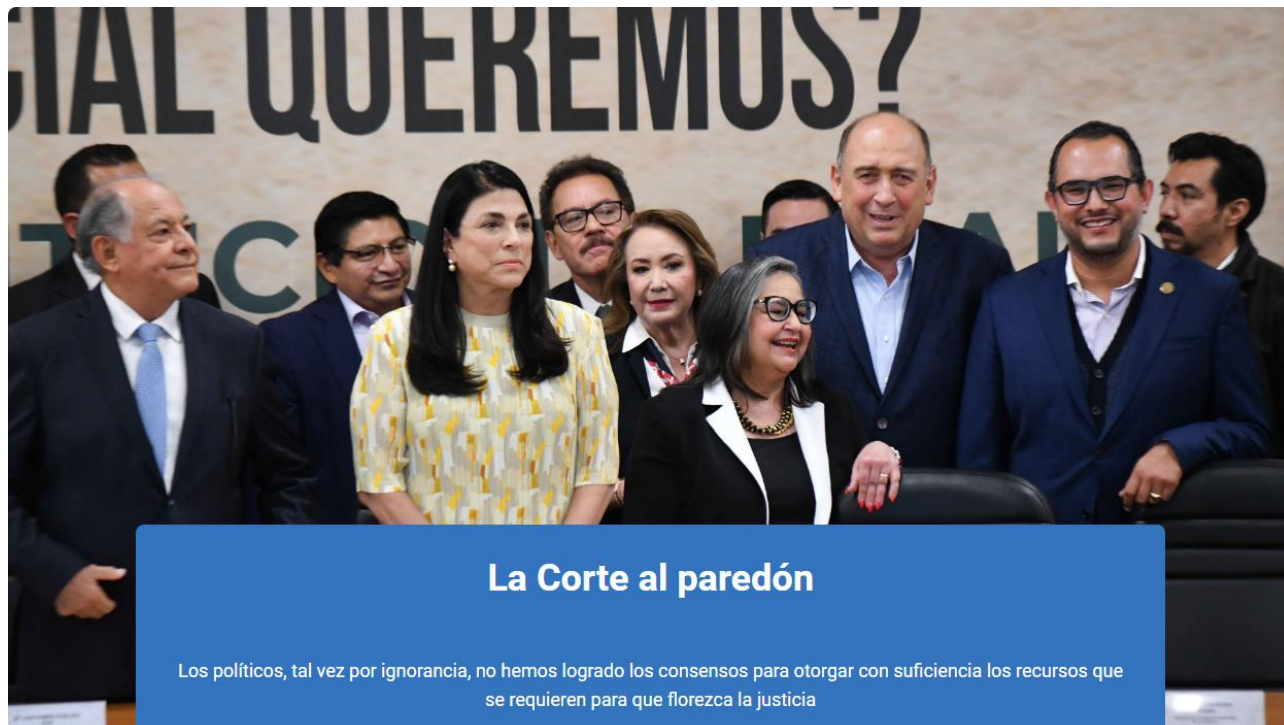 CIAL QUEREMOS?
La Corte al paredón
Los políticos, tal vez por ignorancia, no hemos logrado los consensos para otorgar con suficiencia los recursos que
se requieren para que florezca la justicia